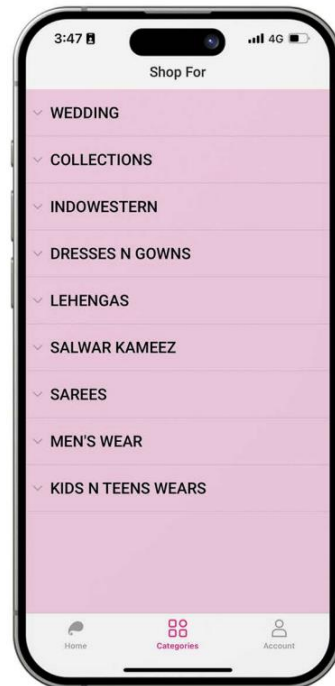 3:47
4G
Shop For
WEDDING
COLLECTIONS
INDOWESTERN
DRESSES N GOWNS
LEHENGAS
SALWAR KAMEEZ
SAREES
MEN'S WEAR
KIDS N TEENS WEARS
Home
Categories
Account